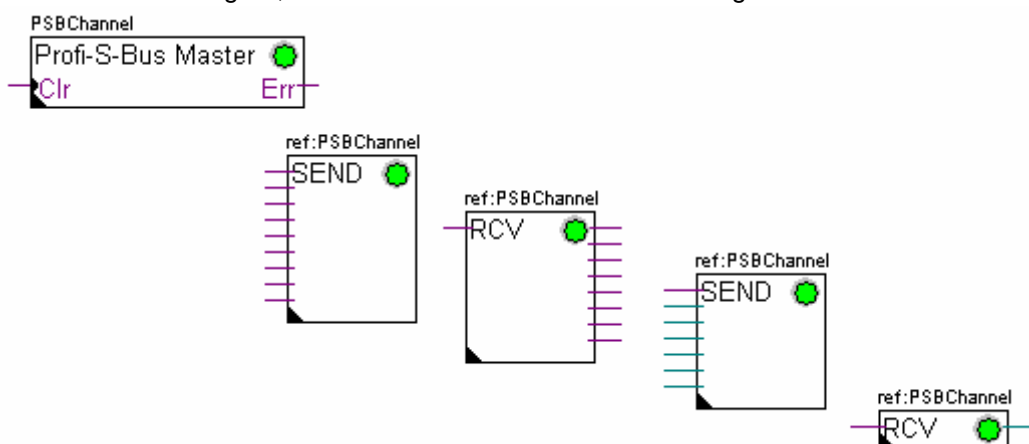 PSBChannel
Profi-S-Bus Master
Clr Err
ref:PSBChannel
SEND
ref:PSBChannel
RCV
ref:PSBChannel
SEND
ref:PSBChannel
RCV